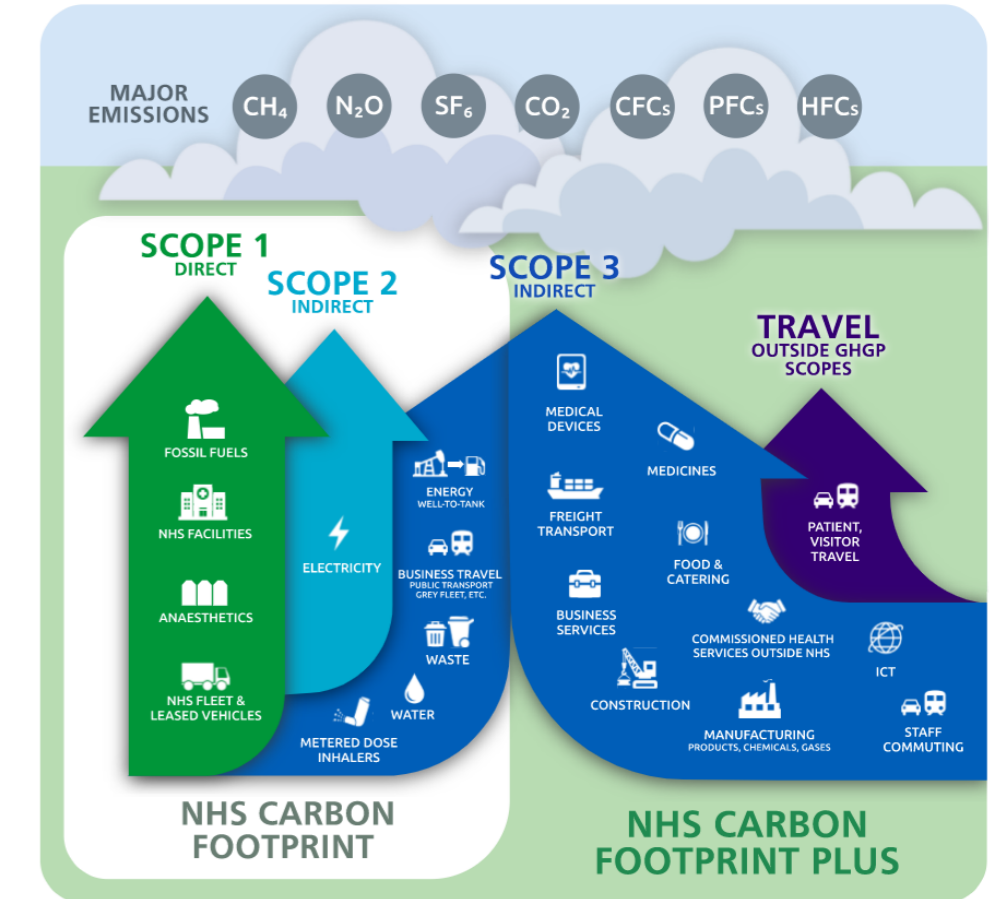 MAJOR
EMISSIONS
CH₄
N₂O
SF₆
CO₂
CFCs
PFCs
HFCs
SCOPE 1
DIRECT
SCOPE 2
INDIRECT
SCOPE 3
INDIRECT
TRAVEL
OUTSIDE GHGP
SCOPES
FOSSIL FUELS
NHS FACILITIES
ANAESTHETICS
NHS FLEET &
LEASED VEHICLES
ELECTRICITY
ENERGY
WELL-TO-TANK
BUSINESS TRAVEL
PUBLIC TRANSPORT
GREY FLEET, ETC.
WASTE
WATER
METERED DOSE
INHALERS
MEDICAL
DEVICES
MEDICINES
FREIGHT
TRANSPORT
FOOD &
CATERING
BUSINESS
SERVICES
COMMISSIONED HEALTH
SERVICES OUTSIDE NHS
CONSTRUCTION
MANUFACTURING
PRODUCTS, CHEMICALS, GASES
ICT
STAFF
COMMUTING
PATIENT,
VISITOR
TRAVEL
NHS CARBON
FOOTPRINT
NHS CARBON
FOOTPRINT PLUS